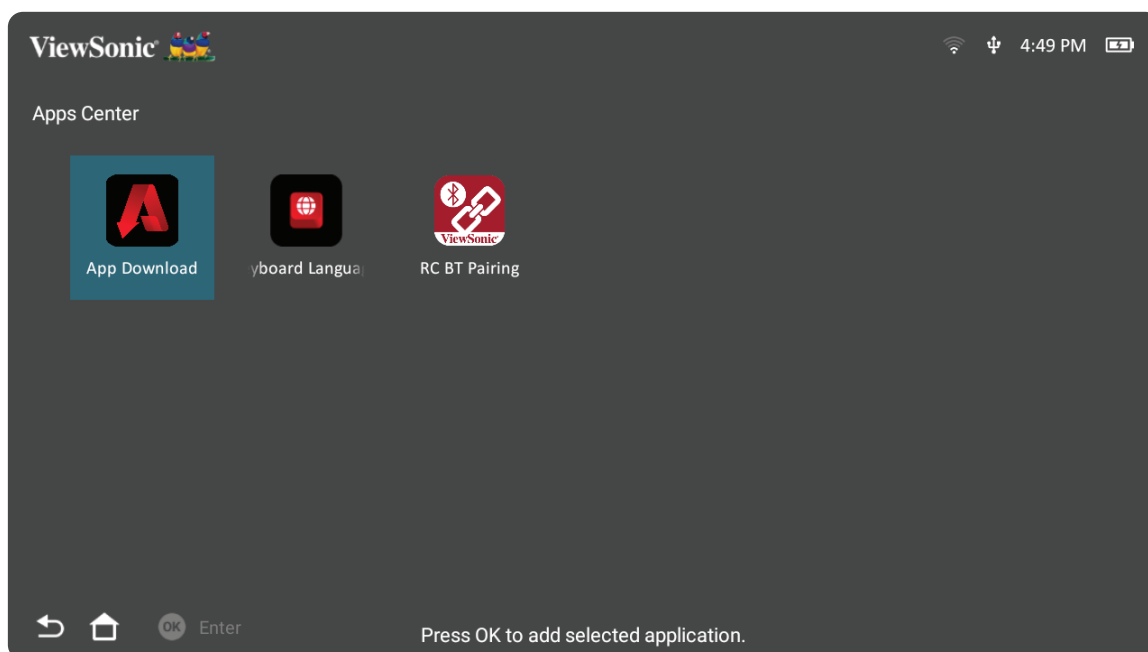 ViewSonic®
4:49 PM
Apps Center
ViewSonic
App Download
yboard Langua
RC BT Pairing
OK Enter
Press OK to add selected application.